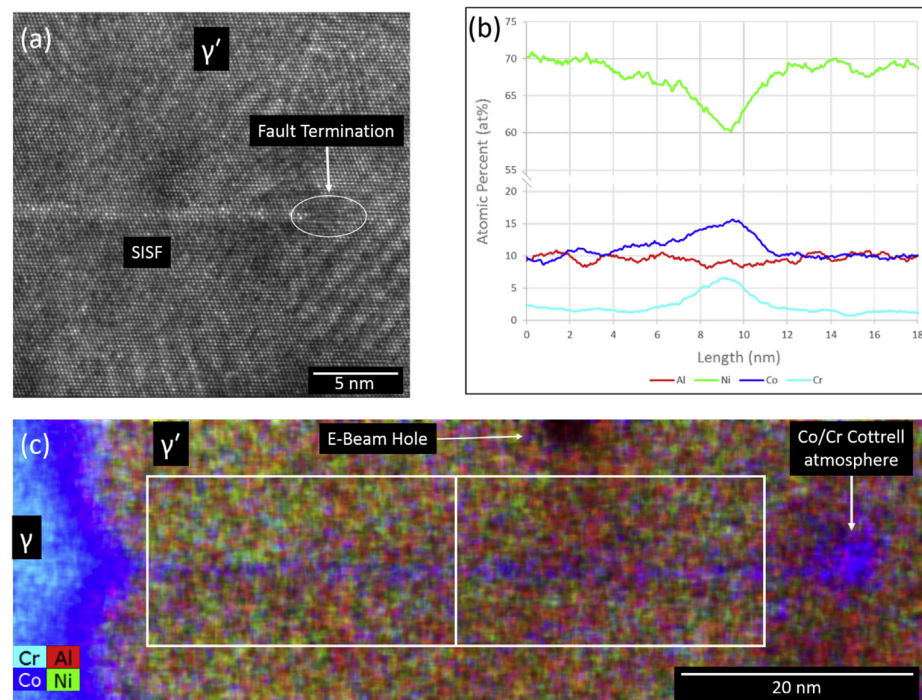 (a)
γ'
Fault Termination
SISF
5 nm
(b)
Atomic Percent (at%)
75
70
65
60
55
20
15
10
5
0
0 2 4 6 8 10 12 14 16 18
Length (nm)
Al Ni Co Cr
(c)
γ'
E-Beam Hole
Co/Cr Cottrell
atmosphere
γ
Cr Al
Co Ni
20 nm